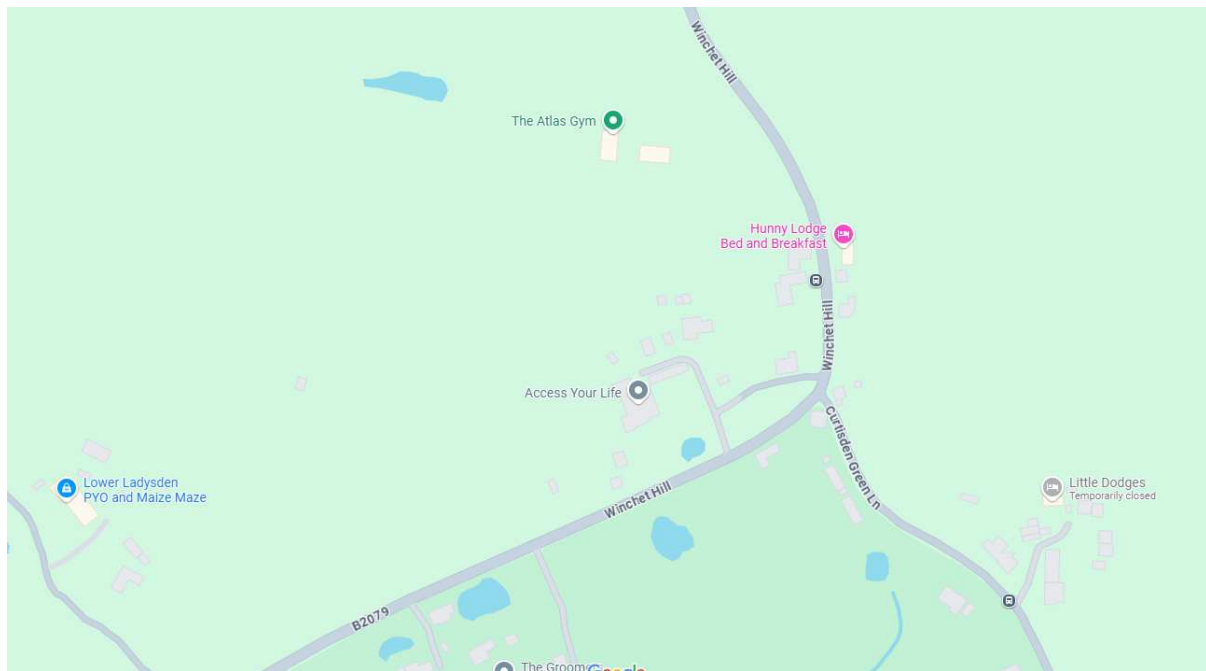 Winchet Hill
The Atlas Gym
Hunny Lodge
Bed and Breakfast
Winchet Hill
Access Your Life
Curtisden Green Ln
Lower Ladysden
PYO and Maize Maze
Little Dodges
Temporarily closed
Winchet Hill
B2079
The Groom
Google